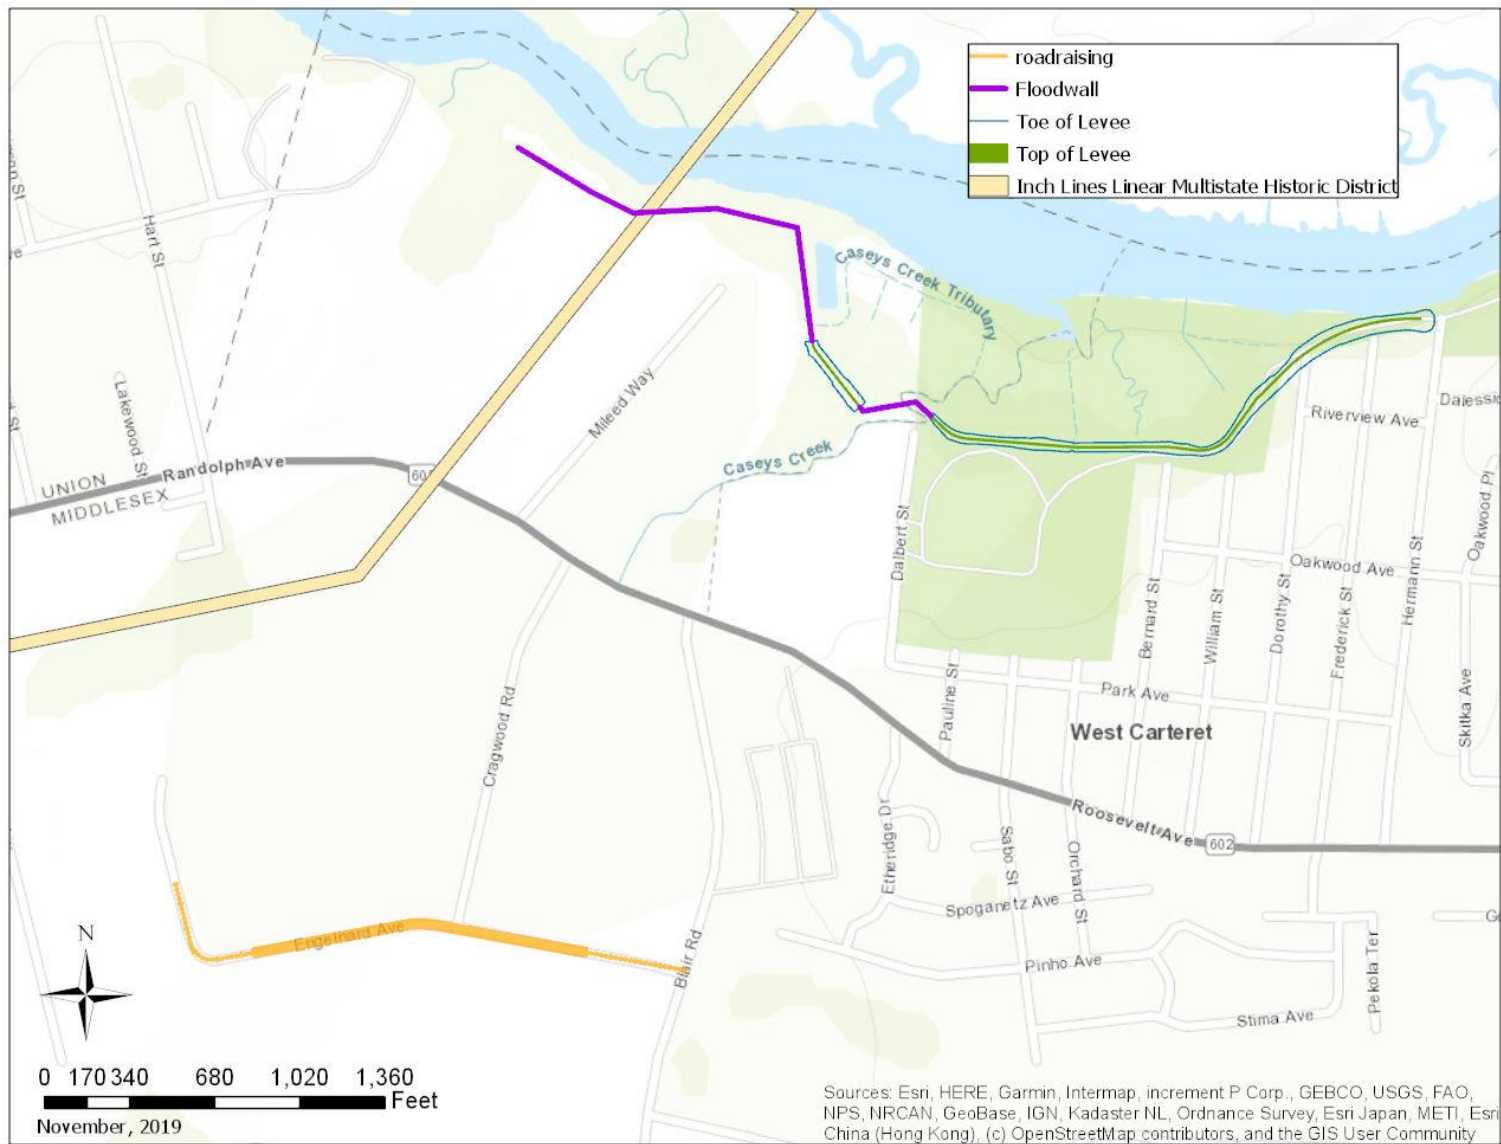 roadraising
Floodwall
Toe of Levee
Top of Levee
Inch Lines Linear Multistate Historic District
Hart St
Lakewood St
UNION
MIDDLESEX
Randolph Ave
Mileed Way
Caseys Creek Tributary
Caseys Creek
Riverview Ave
Oakwood Pl
Oakwood Ave
Dalbert St
Bernard St
William St
Dorothy St
Frederick St
Hermann St
Skitka Ave
Pauline St
Park Ave
West Carteret
Cragwood Rd
Roosevelt Ave
602
Etheridge Dr
Sabo St
Orchard St
Spoganetz Ave
Engelhard Ave
Blair Rd
Pinho Ave
Pekola Ter
Stima Ave
N
0 170 340 680 1,020 1,360
Feet
November, 2019
Sources: Esri, HERE, Garmin, Intermap, increment P Corp., GEBCO, USGS, FAO,
NPS, NRCAN, GeoBase, IGN, Kadaster NL, Ordnance Survey, Esri Japan, METI, Esri
China (Hong Kong), (c) OpenStreetMap contributors, and the GIS User Community